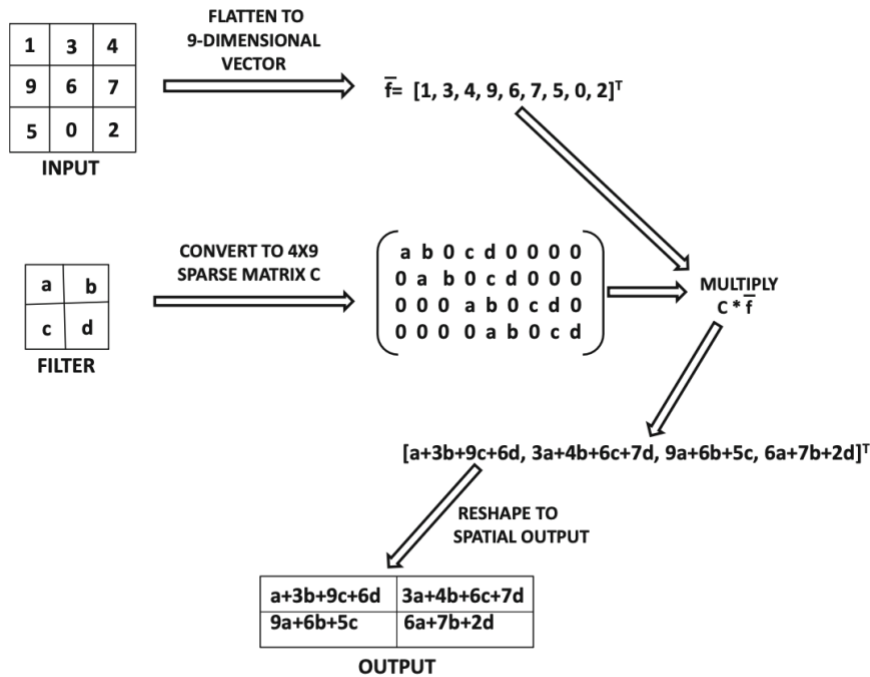 1 3 4
9 6 7
5 0 2
INPUT
FLATTEN TO
9-DIMENSIONAL
VECTOR
f̅= [1, 3, 4, 9, 6, 7, 5, 0, 2]ᵀ
a b
c d
FILTER
CONVERT TO 4X9
SPARSE MATRIX C
a b 0 c d 0 0 0 0
0 a b 0 c d 0 0 0
0 0 0 a b 0 c d 0
0 0 0 0 a b 0 c d
MULTIPLY
C * f̅
[a+3b+9c+6d, 3a+4b+6c+7d, 9a+6b+5c, 6a+7b+2d]ᵀ
RESHAPE TO
SPATIAL OUTPUT
a+3b+9c+6d 3a+4b+6c+7d
9a+6b+5c 6a+7b+2d
OUTPUT